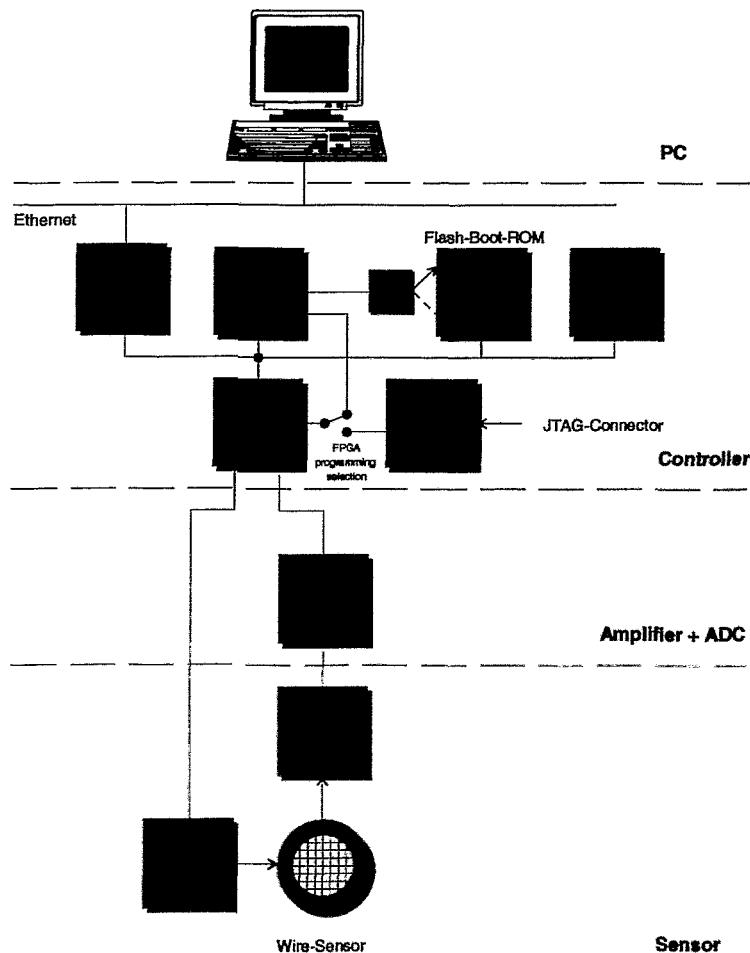 PC
Ethernet
Flash-Boot-ROM
JTAG-Connector
FPGA
programming
selection
Controller
Amplifier + ADC
Wire-Sensor
Sensor